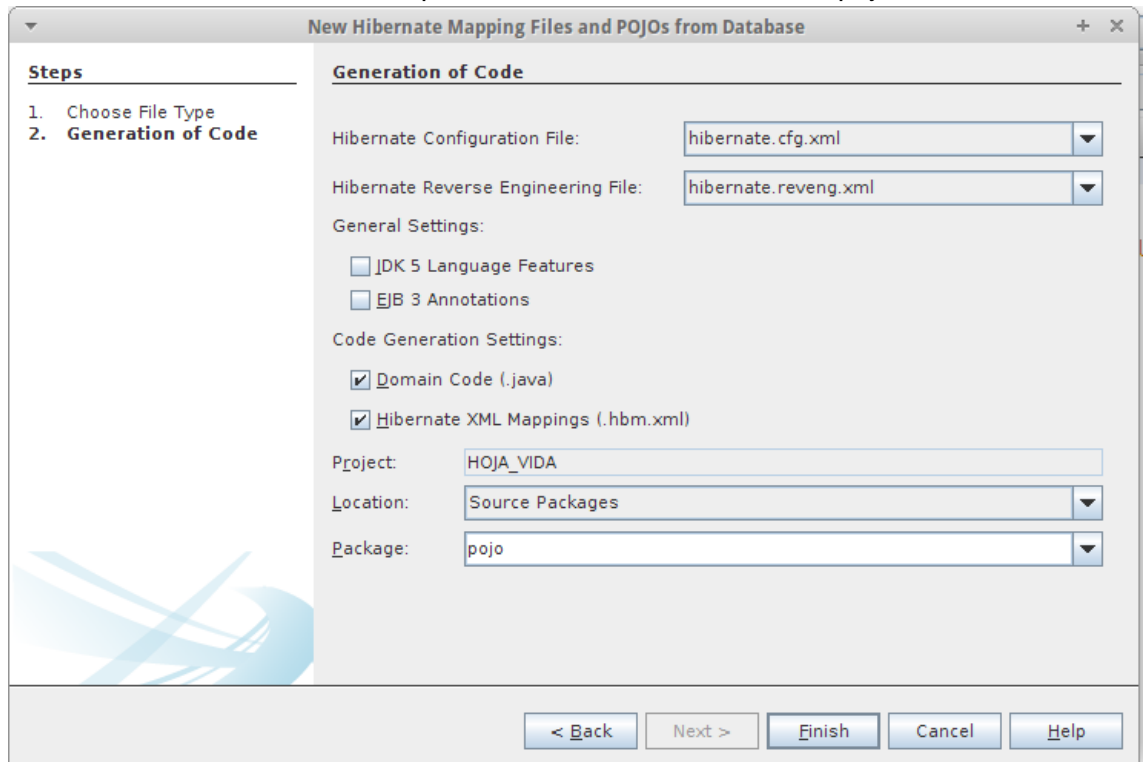 New Hibernate Mapping Files and POJOs from Database
Steps
1. Choose File Type
2. Generation of Code
Generation of Code
Hibernate Configuration File: hibernate.cfg.xml
Hibernate Reverse Engineering File: hibernate.reveng.xml
General Settings:
JDK 5 Language Features
EJB 3 Annotations
Code Generation Settings:
Domain Code (.java)
Hibernate XML Mappings (.hbm.xml)
Project: HOJA_VIDA
Location: Source Packages
Package: pojo
< Back Next > Finish Cancel Help